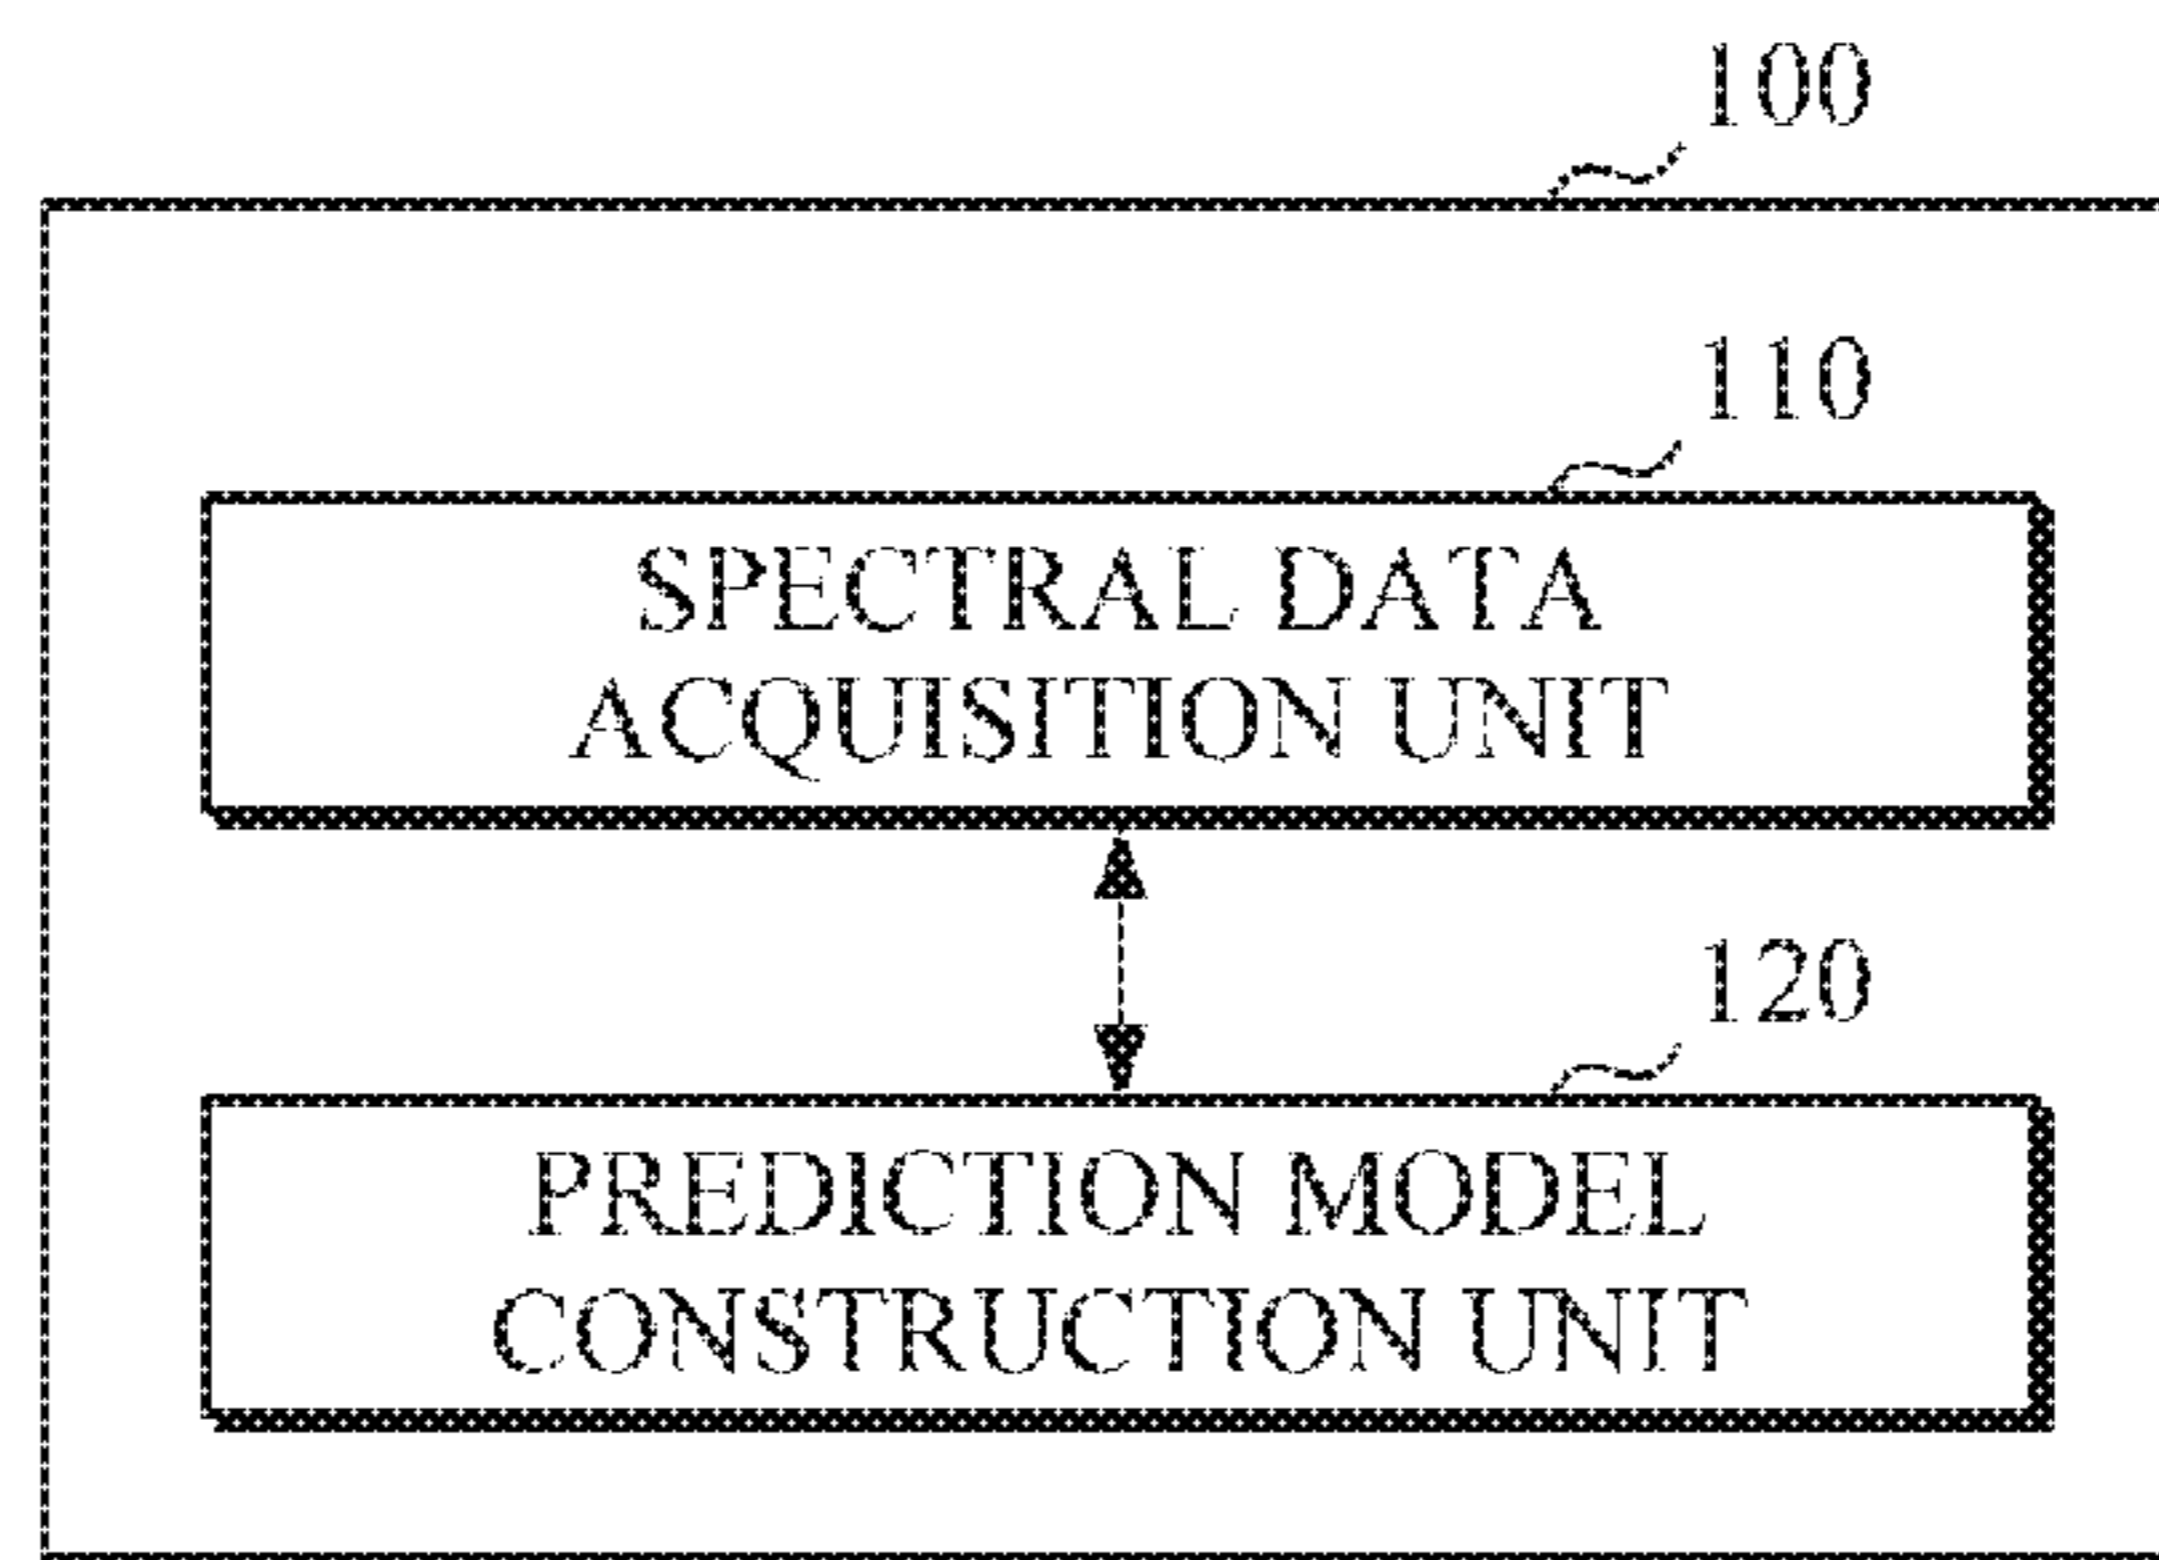 100
110
SPECTRAL DATA
ACQUISITION UNIT
120
PREDICTION MODEL
CONSTRUCTION UNIT